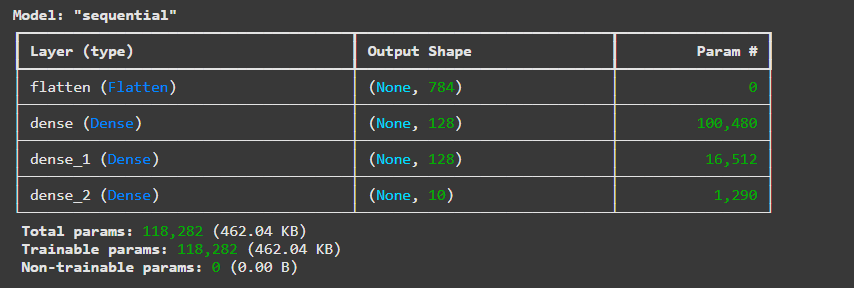 Model: "sequential"
Layer (type) Output Shape Param #
flatten (Flatten) (None, 784) 0
dense (Dense) (None, 128) 100,480
dense_1 (Dense) (None, 128) 16,512
dense_2 (Dense) (None, 10) 1,290
Total params: 118,282 (462.04 KB)
Trainable params: 118,282 (462.04 KB)
Non-trainable params: 0 (0.00 B)